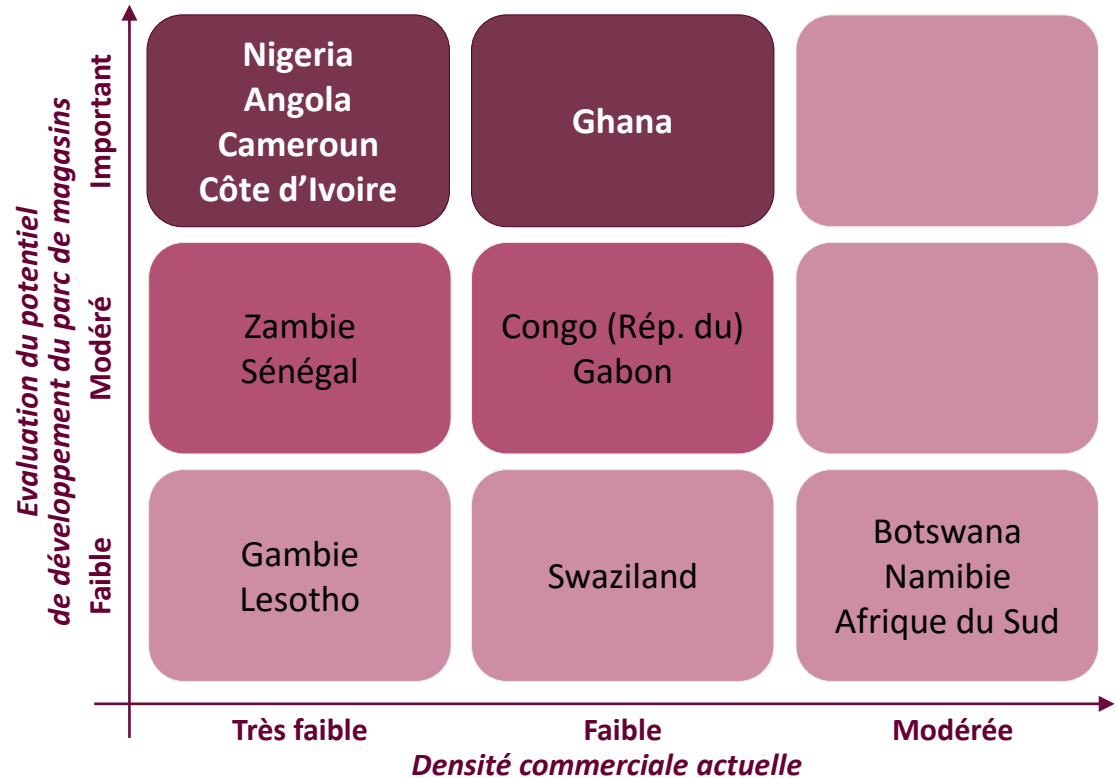 Evaluation du potentiel
de développement du parc de magasins
Important
Nigeria
Angola
Cameroun
Côte d’Ivoire
Ghana
Modéré
Zambie
Sénégal
Congo (Rép. du)
Gabon
Faible
Gambie
Lesotho
Swaziland
Botswana
Namibie
Afrique du Sud
Très faible
Faible
Modérée
Densité commerciale actuelle